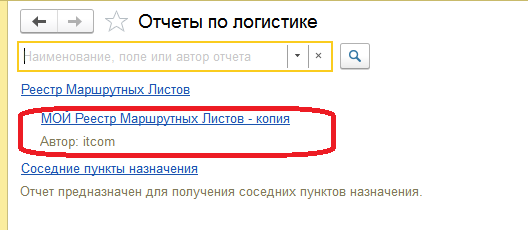 Отчеты по логистике
Наименование, поле или автор отчета
Реестр Маршрутных Листов
МОЙ Реестр Маршрутных Листов - копия
Автор: itcom
Соседние пункты назначения
Отчет предназначен для получения соседних пунктов назначения.